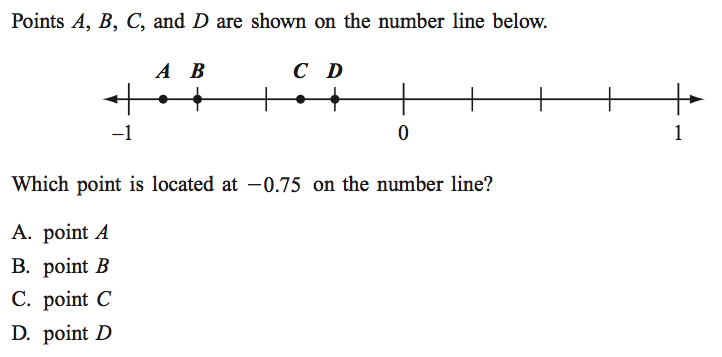 Points A, B, C, and D are shown on the number line below.
A B C D
−1 0 1
Which point is located at −0.75 on the number line?
A. point A
B. point B
C. point C
D. point D